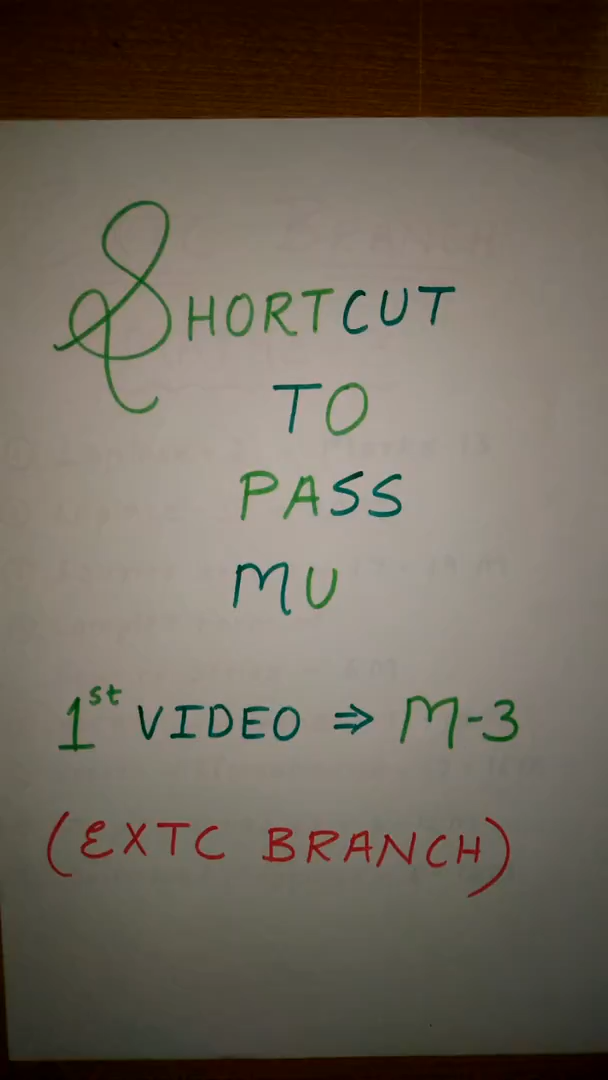 SHORTCUT
TO
PASS
MU
1st VIDEO ⇒ M-3
(EXTC BRANCH)